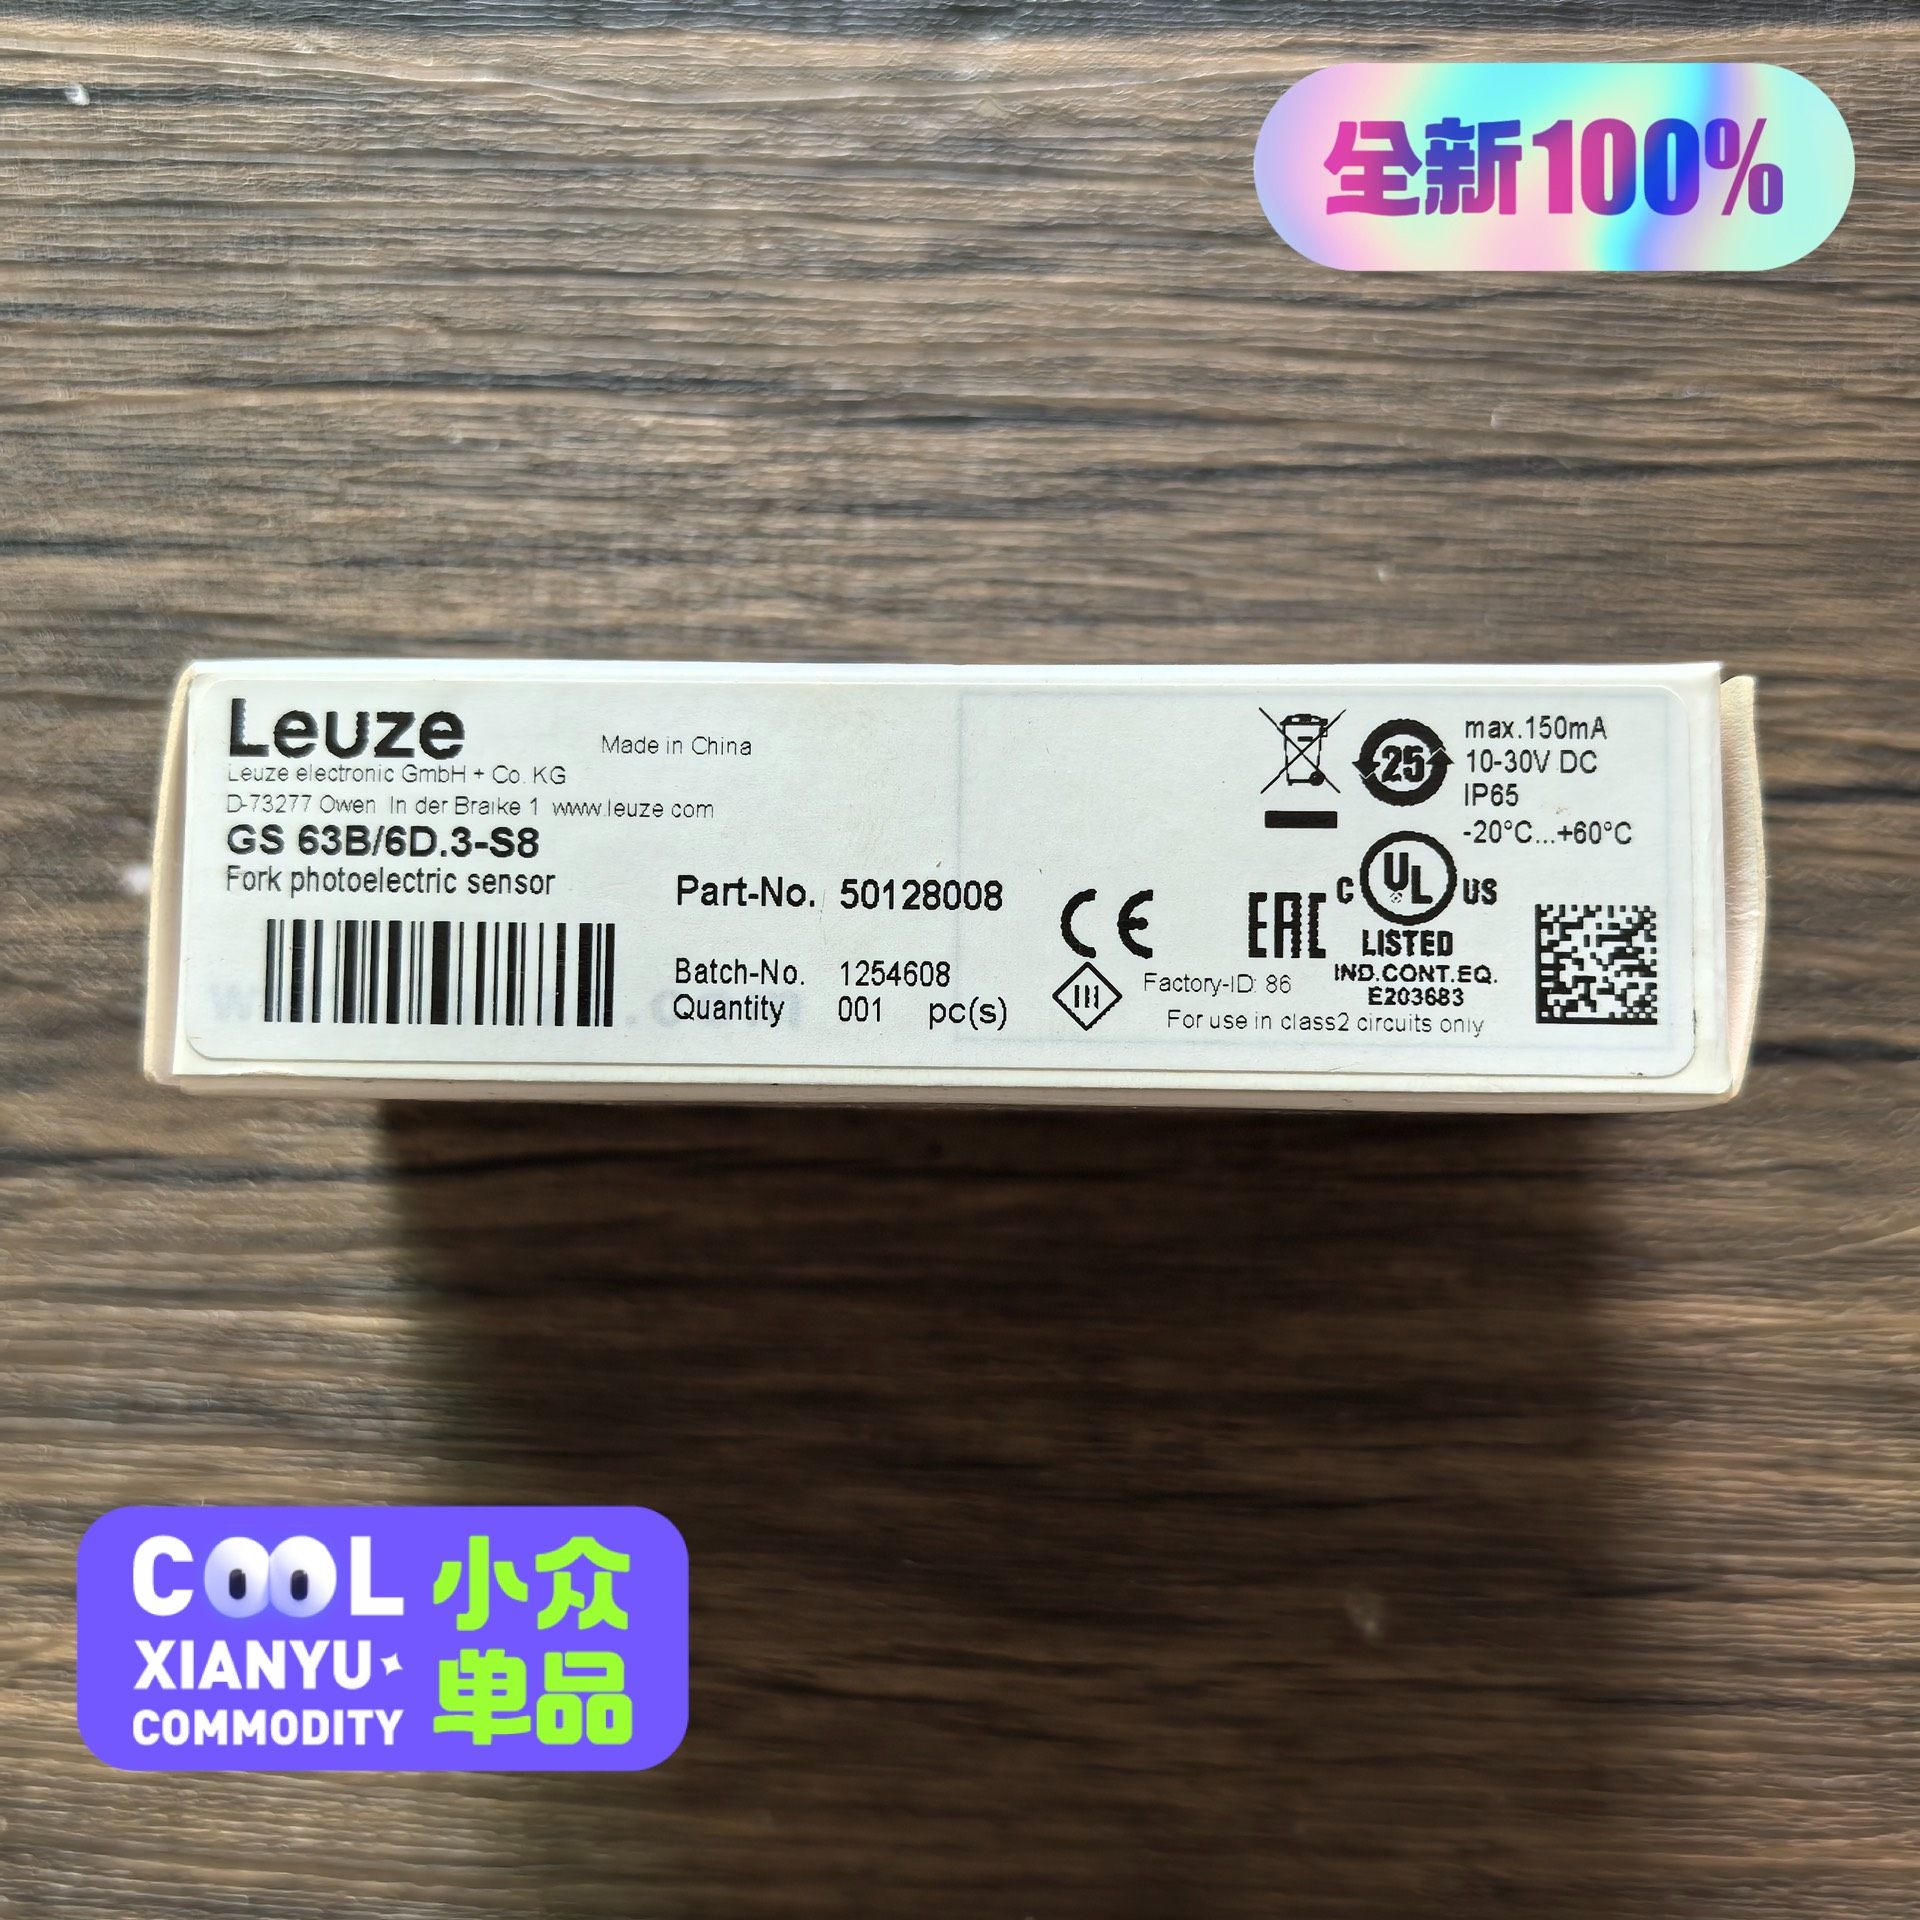 全新100%
Leuze
Made in China
Leuze electronic GmbH + Co. KG
D-73277 Owen In der Braike 1 www.leuze.com
GS 63B/6D.3-S8
Fork photoelectric sensor
Part-No. 50128008
Batch-No. 1254608
Quantity 001 pc(s)
25
max.150mA
10-30V DC
IP65
-20°C...+60°C
CE
EAC
C UL US
LISTED
IND.CONT.EQ.
E203683
III
Factory-ID: 86
For use in class2 circuits only
COOL
XIANYU
COMMODITY
小众
单品